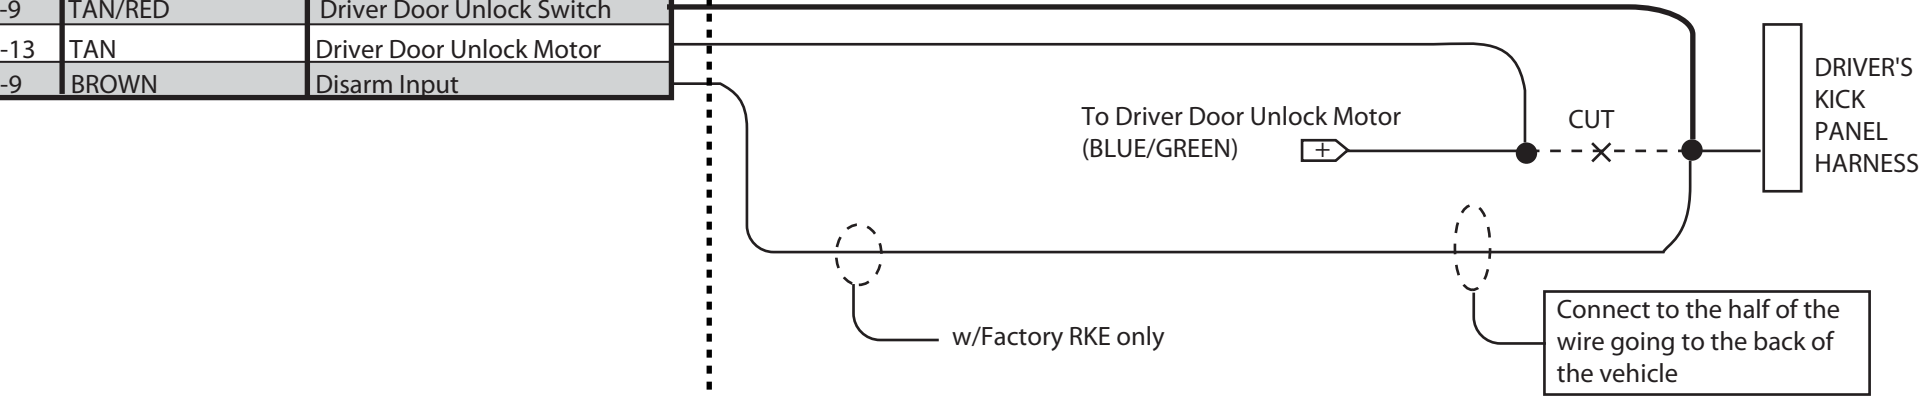 -9 TAN/RED Driver Door Unlock Switch
-13 TAN Driver Door Unlock Motor
-9 BROWN Disarm Input
To Driver Door Unlock Motor
(BLUE/GREEN)
+
CUT
DRIVER'S
KICK
PANEL
HARNESS
w/Factory RKE only
Connect to the half of the
wire going to the back of
the vehicle